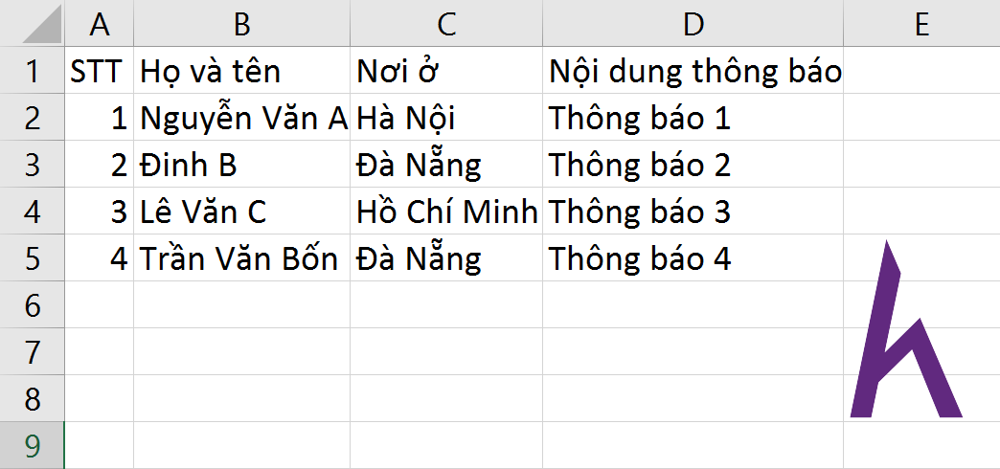 A B C D E
1 STT Họ và tên Nơi ở Nội dung thông báo
2 1 Nguyễn Văn A Hà Nội Thông báo 1
3 2 Đinh B Đà Nẵng Thông báo 2
4 3 Lê Văn C Hồ Chí Minh Thông báo 3
5 4 Trần Văn Bốn Đà Nẵng Thông báo 4
6
7
8
9